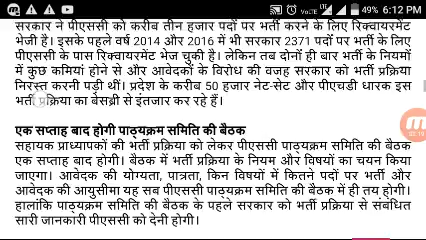 VoLTE 49% 6:12 PM
सरकार ने पीएससी को करीब तीन हजार पदों पर भर्ती करने के लिए रिक्वायरमेंट
भेजी है। इसके पहले वर्ष 2014 और 2016 में भी सरकार 2371 पदों पर भर्ती के लिए
पीएससी के पास रिक्वायरमेंट भेज चुकी है। लेकिन तब दोनों ही बार भर्ती के नियमों
में कुछ कमियां होने से और आवेदकों के विरोध की वजह सरकार को भर्ती प्रक्रिया
निरस्त करनी पड़ी थीं। प्रदेश के करीब 50 हजार नेट-सेट और पीएचडी धारक इस
भर्ती प्रक्रिया का बेसब्री से इंतजार कर रहे हैं।
एक सप्ताह बाद होगी पाठ्यक्रम समिति की बैठक
सहायक प्राध्यापकों की भर्ती प्रक्रिया को लेकर पीएससी पाठ्यक्रम समिति की बैठक
एक सप्ताह बाद होगी। बैठक में भर्ती प्रक्रिया के नियम और विषयों का चयन किया
जाएगा। आवेदक की योग्यता, पात्रता, किन विषयों में कितने पदों पर भर्ती और
आवेदक की आयुसीमा यह सब पीएससी पाठ्यक्रम समिति की बैठक में ही तय होगी।
हालांकि पाठ्यक्रम समिति की बैठक के पहले सरकार को भर्ती प्रक्रिया से संबंधित
सारी जानकारी पीएससी को देनी होगी।